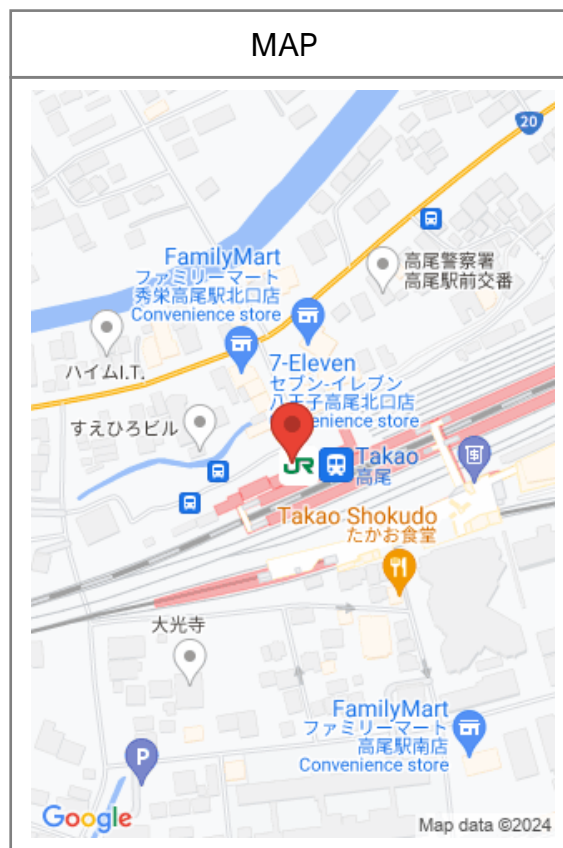 MAP
20
FamilyMart
ファミリーマート
秀栄高尾駅北口店
Convenience store
高尾警察署
高尾駅前交番
ハイムI.T.
7-Eleven
セブン-イレブン
八王子高尾北口店
すえひろビル
JR
Takao
高尾
Takao Shokudo
たかお食堂
大光寺
FamilyMart
ファミリーマート
高尾駅南店
Convenience store
P
Google
Map data ©2024